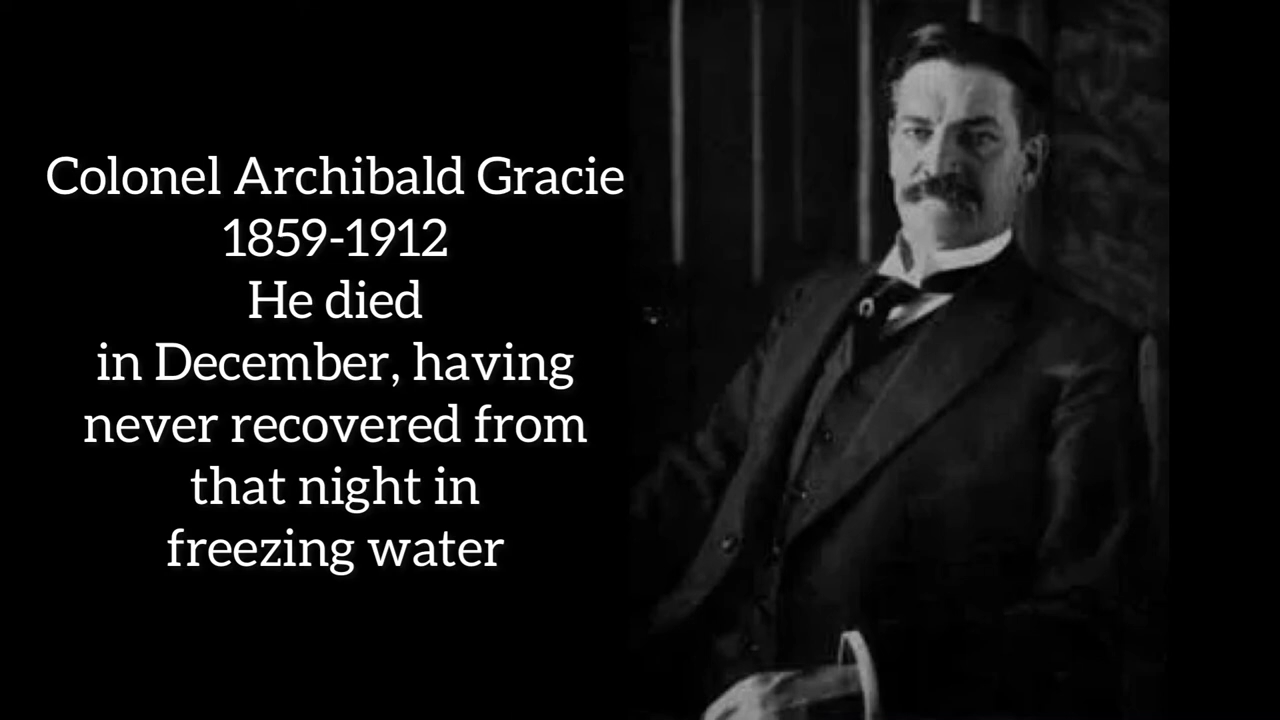 Colonel Archibald Gracie
1859-1912
He died
in December, having
never recovered from
that night in
freezing water